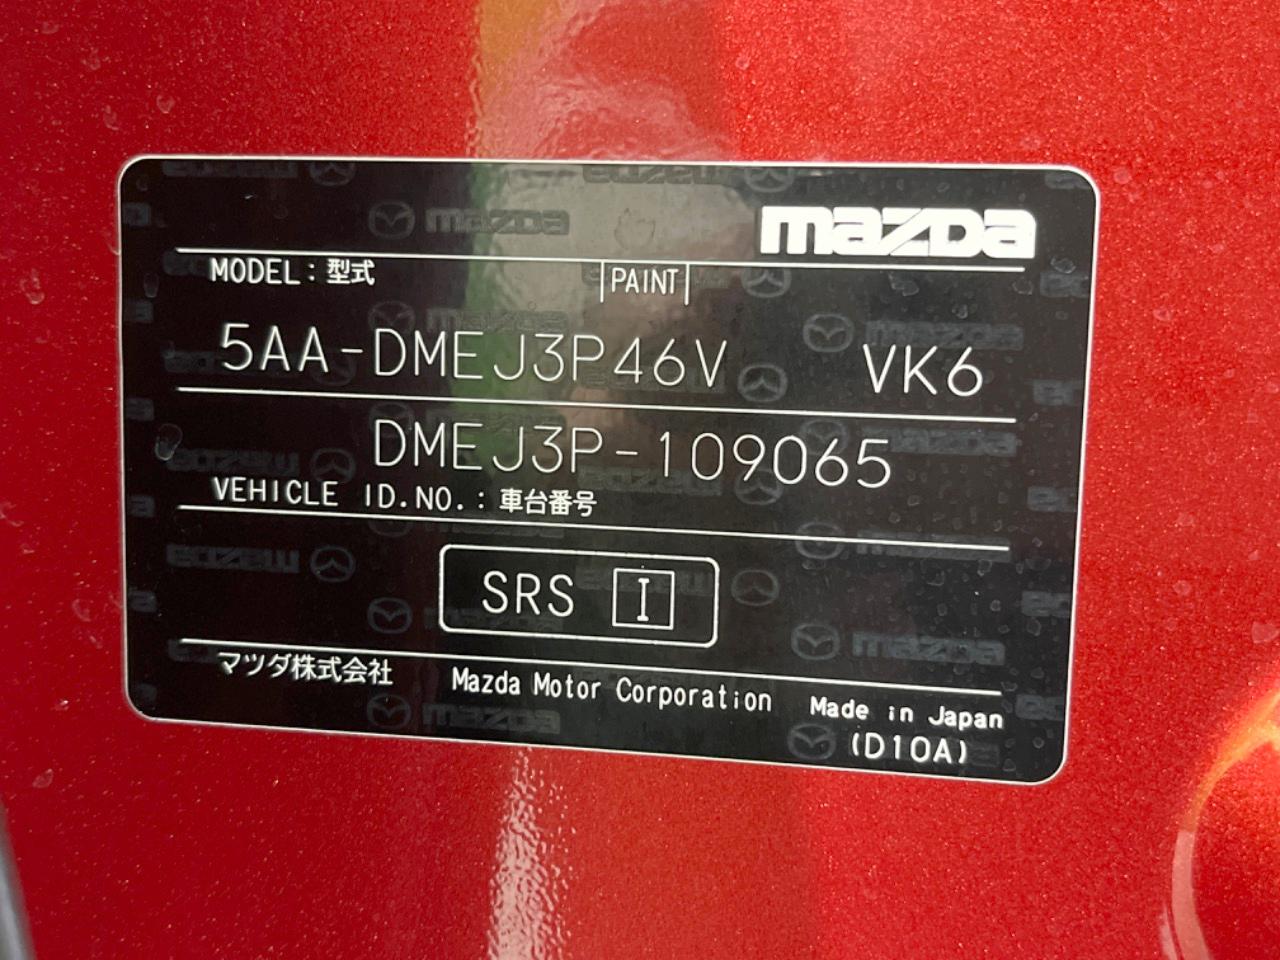 mazda
MODEL：型式 PAINT
5AA-DMEJ3P46V VK6
DMEJ3P-109065
VEHICLE ID.NO.：車台番号
SRS I
マツダ株式会社 Mazda Motor Corporation Made in Japan
(D10A)